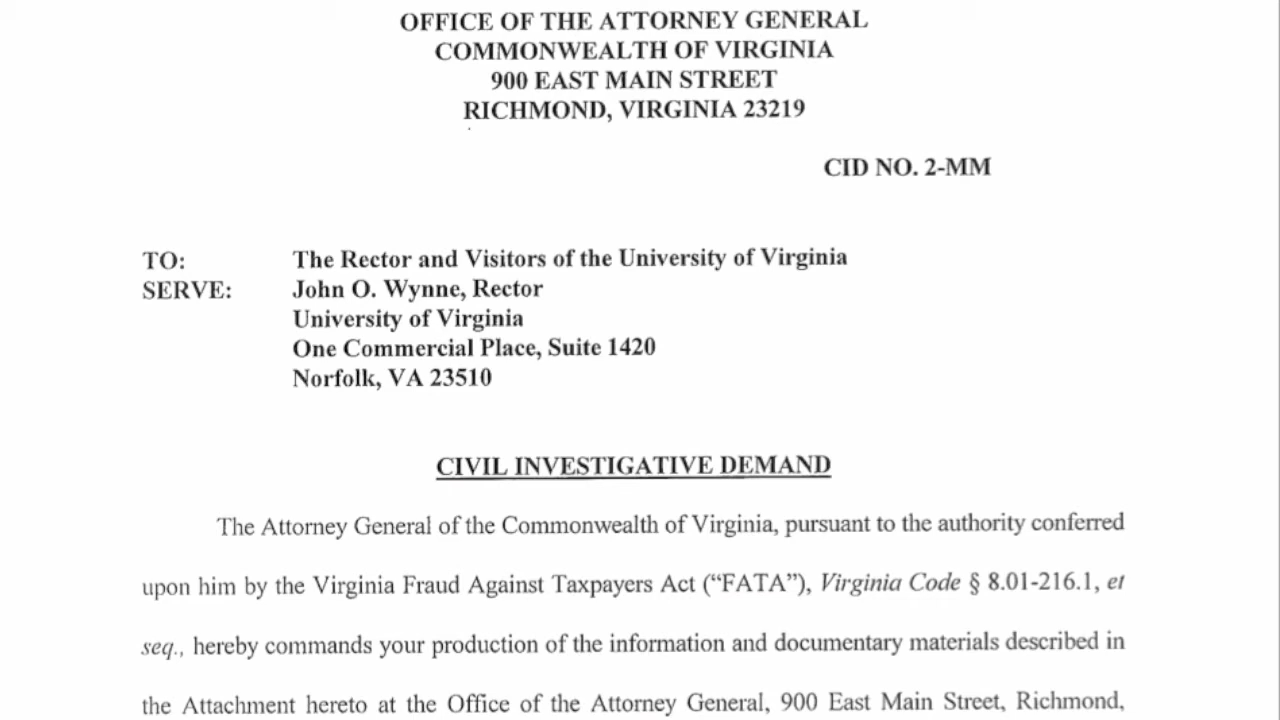 OFFICE OF THE ATTORNEY GENERAL
COMMONWEALTH OF VIRGINIA
900 EAST MAIN STREET
RICHMOND, VIRGINIA 23219
CID NO. 2-MM
TO: The Rector and Visitors of the University of Virginia
SERVE: John O. Wynne, Rector
University of Virginia
One Commercial Place, Suite 1420
Norfolk, VA 23510
CIVIL INVESTIGATIVE DEMAND
The Attorney General of the Commonwealth of Virginia, pursuant to the authority conferred
upon him by the Virginia Fraud Against Taxpayers Act (“FATA”), Virginia Code § 8.01-216.1, et
seq., hereby commands your production of the information and documentary materials described in
the Attachment hereto at the Office of the Attorney General, 900 East Main Street, Richmond,